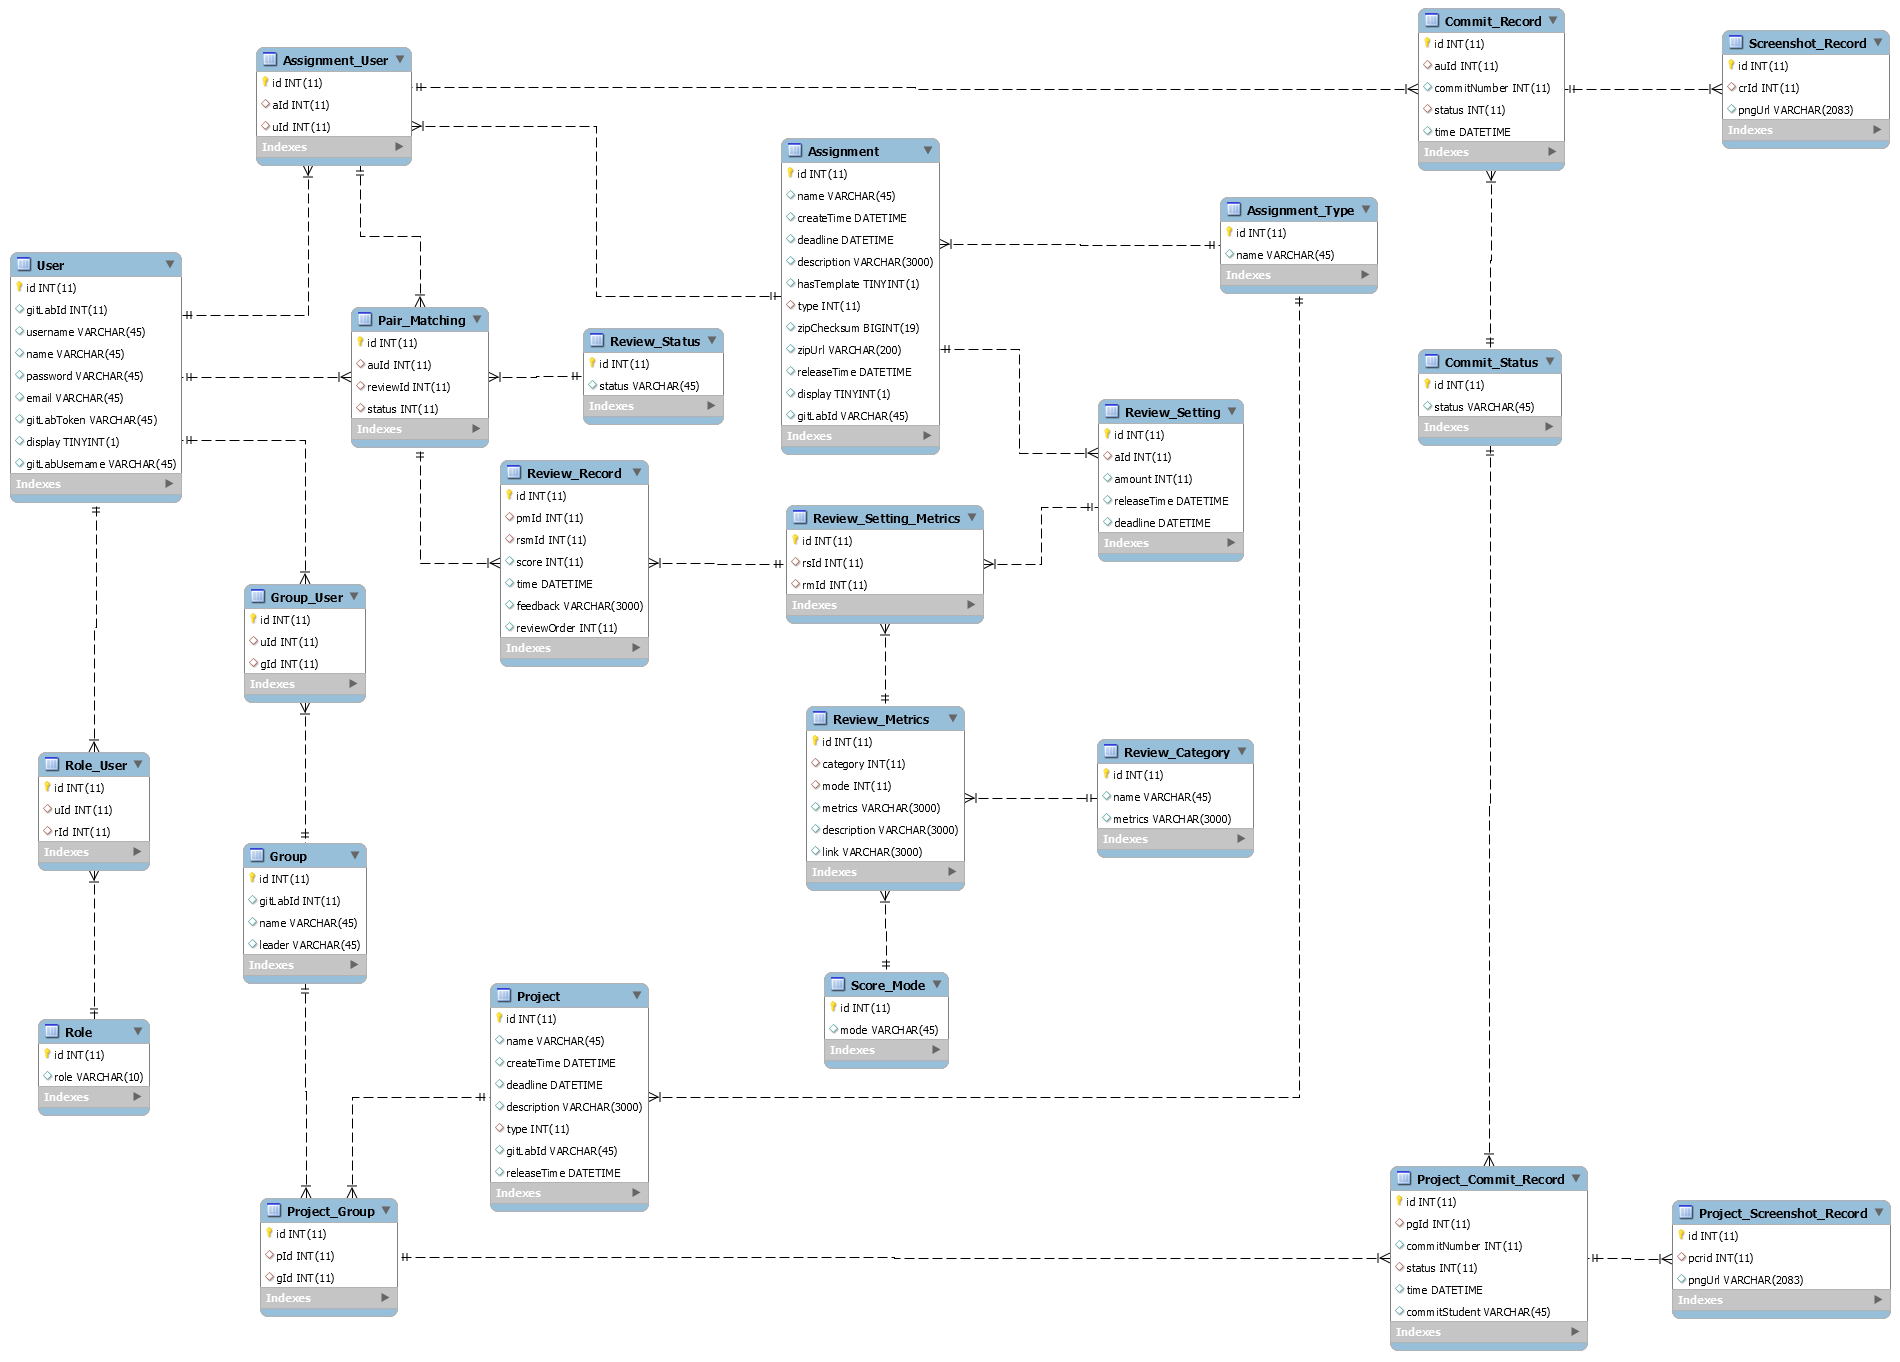 Assignment_User
id INT(11)
aId INT(11)
uId INT(11)
Indexes
Commit_Record
id INT(11)
auId INT(11)
commitNumber INT(11)
status INT(11)
time DATETIME
Indexes
Screenshot_Record
id INT(11)
crId INT(11)
pngUrl VARCHAR(2083)
Indexes
Assignment
id INT(11)
name VARCHAR(45)
createTime DATETIME
deadline DATETIME
description VARCHAR(3000)
hasTemplate TINYINT(1)
type INT(11)
zipChecksum BIGINT(19)
zipUrl VARCHAR(200)
releaseTime DATETIME
display TINYINT(1)
gitLabId VARCHAR(45)
Indexes
Assignment_Type
id INT(11)
name VARCHAR(45)
Indexes
User
id INT(11)
gitLabId INT(11)
username VARCHAR(45)
name VARCHAR(45)
password VARCHAR(45)
email VARCHAR(45)
gitLabToken VARCHAR(45)
display TINYINT(1)
gitLabUsername VARCHAR(45)
Indexes
Pair_Matching
id INT(11)
auId INT(11)
reviewId INT(11)
status INT(11)
Indexes
Review_Status
id INT(11)
status VARCHAR(45)
Indexes
Commit_Status
id INT(11)
status VARCHAR(45)
Indexes
Review_Setting
id INT(11)
aId INT(11)
amount INT(11)
releaseTime DATETIME
deadline DATETIME
Indexes
Review_Record
id INT(11)
pmId INT(11)
rsmId INT(11)
score INT(11)
time DATETIME
feedback VARCHAR(3000)
reviewOrder INT(11)
Indexes
Review_Setting_Metrics
id INT(11)
rsId INT(11)
rmId INT(11)
Indexes
Group_User
id INT(11)
uId INT(11)
gId INT(11)
Indexes
Review_Metrics
id INT(11)
category INT(11)
mode INT(11)
metrics VARCHAR(3000)
description VARCHAR(3000)
link VARCHAR(3000)
Indexes
Review_Category
id INT(11)
name VARCHAR(45)
metrics VARCHAR(3000)
Indexes
Role_User
id INT(11)
uId INT(11)
rId INT(11)
Indexes
Group
id INT(11)
gitLabId INT(11)
name VARCHAR(45)
leader VARCHAR(45)
Indexes
Score_Mode
id INT(11)
mode VARCHAR(45)
Indexes
Project
id INT(11)
name VARCHAR(45)
createTime DATETIME
deadline DATETIME
description VARCHAR(3000)
type INT(11)
gitLabId VARCHAR(45)
releaseTime DATETIME
Indexes
Role
id INT(11)
role VARCHAR(10)
Indexes
Project_Group
id INT(11)
pId INT(11)
gId INT(11)
Indexes
Project_Commit_Record
id INT(11)
pgId INT(11)
commitNumber INT(11)
status INT(11)
time DATETIME
commitStudent VARCHAR(45)
Indexes
Project_Screenshot_Record
id INT(11)
pcrid INT(11)
pngUrl VARCHAR(2083)
Indexes